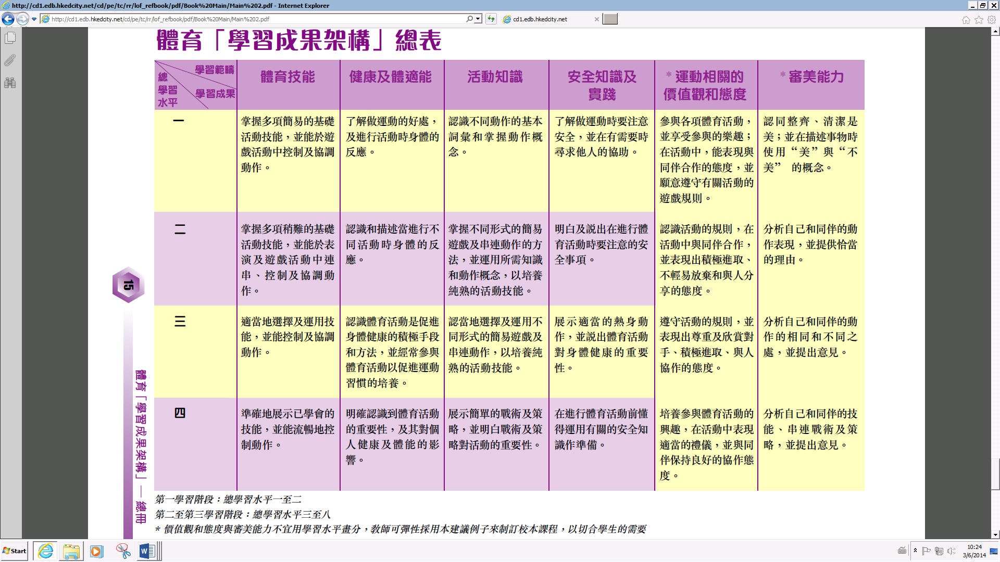 http://cd1.edb.hkedcity.net/cd/pe/tc/rr/lof_refbook/pdf/Book%20Main/Main%202.pdf - Internet Explorer
http://cd1.edb.hkedcity.net/cd/pe/tc/rr/lof_refbook/pdf/Book%20Main/Main%202.pdf
cd1.edb.hkedcity.net
體育「學習成果架構」總表
學習範疇
學習成果
總
學習
水平
體育技能
健康及體適能
活動知識
安全知識及
實踐
* 運動相關的
價值觀和態度
* 審美能力
一
掌握多項簡易的基礎
活動技能，並能於遊
戲活動中控制及協調
動作。
了解做運動的好處，
及進行活動時身體的
反應。
認識不同動作的基本
詞彙和掌握動作概
念。
了解做運動時要注意
安全，並在有需要時
尋求他人的協助。
參與各項體育活動，
並享受參與的樂趣；
在活動中，能表現與
同伴合作的態度，並
願意遵守有關活動的
遊戲規則。
認同整齊、清潔是
美；並在描述事物時
使用“美”與“不
美” 的概念。
二
掌握多項稍難的基礎
活動技能，並能於表
演及遊戲活動中連
串、控制及協調動
作。
認識和描述當進行不
同活動時身體的反
應。
掌握不同形式的簡易
遊戲及串連動作的方
法，並運用所需知識
和動作概念，以培養
純熟的活動技能。
明白及説出在進行體
育活動時要注意的安
全事項。
認識活動的規則，在
活動中與同伴合作，
並表現出積極進取、
不輕易放棄和與人分
享的態度。
分析自己和同伴的動
作表現，並提供恰當
的理由。
三
適當地選擇及運用技
能，並能控制及協調
動作。
認識體育活動是促進
身體健康的積極手段
和方法，並經常參與
體育活動以促進運動
習慣的培養。
認當地選擇及運用不
同形式的簡易遊戲及
串連動作，以培養純
熟的活動技能。
展示適當的熱身動
作，並説出體育活動
對身體健康的重要
性。
遵守活動的規則，並
表現出尊重及欣賞對
手、積極進取、與人
協作的態度。
分析自己和同伴的動
作的相同和不同之
處，並提出意見。
四
準確地展示已學會的
技能，並能流暢地控
制動作。
明確認識到體育活動
的重要性，及其對個
人健康及體能的影
響。
展示簡單的戰術及策
略，並明白戰術及策
略對活動的重要性。
在進行體育活動前懂
得運用有關的安全知
識作準備。
培養參與體育活動的
興趣，在活動中表現
適當的禮儀，並與同
伴保持良好的協作態
度。
分析自己和同伴的技
能、串連戰術及策
略，並提出意見。
第一學習階段：總學習水平一至二
第二至第三學習階段：總學習水平三至八
* 價值觀和態度與審美能力不宜用學習水平畫分，教師可彈性採用本建議例子來制訂校本課程，以切合學生的需要
15
體育「學習成果架構」— 總冊
Start
10:24
3/6/2014